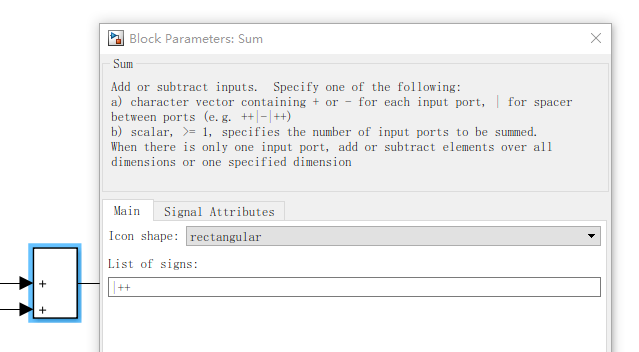 Block Parameters: Sum
Sum
Add or subtract inputs.  Specify one of the following:
a) character vector containing + or - for each input port, | for spacer
between ports (e.g. ++|-|++)
b) scalar, >= 1, specifies the number of input ports to be summed.
When there is only one input port, add or subtract elements over all
dimensions or one specified dimension
Main Signal Attributes
Icon shape: rectangular
List of signs:
|++
+
+